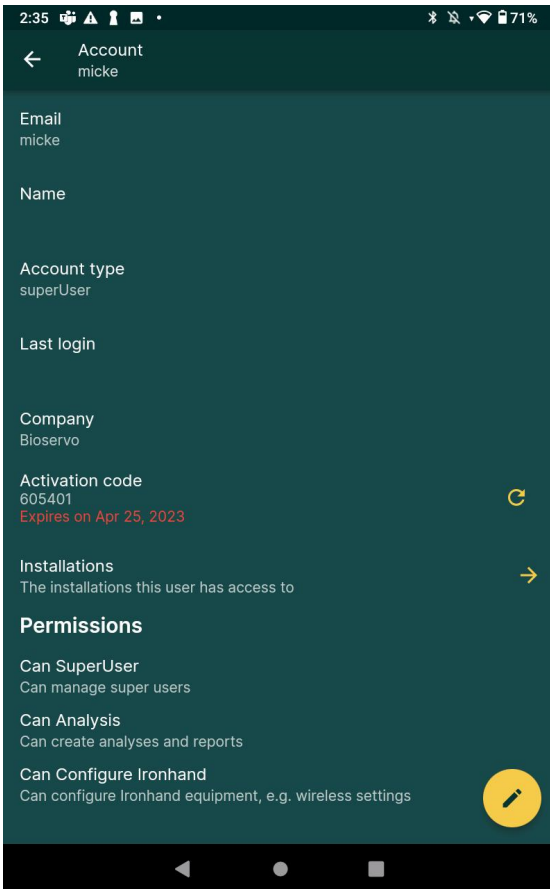 2:35 71%
Account
micke
Email
micke
Name
Account type
superUser
Last login
Company
Bioservo
Activation code
605401
Expires on Apr 25, 2023
Installations
The installations this user has access to
Permissions
Can SuperUser
Can manage super users
Can Analysis
Can create analyses and reports
Can Configure Ironhand
Can configure Ironhand equipment, e.g. wireless settings